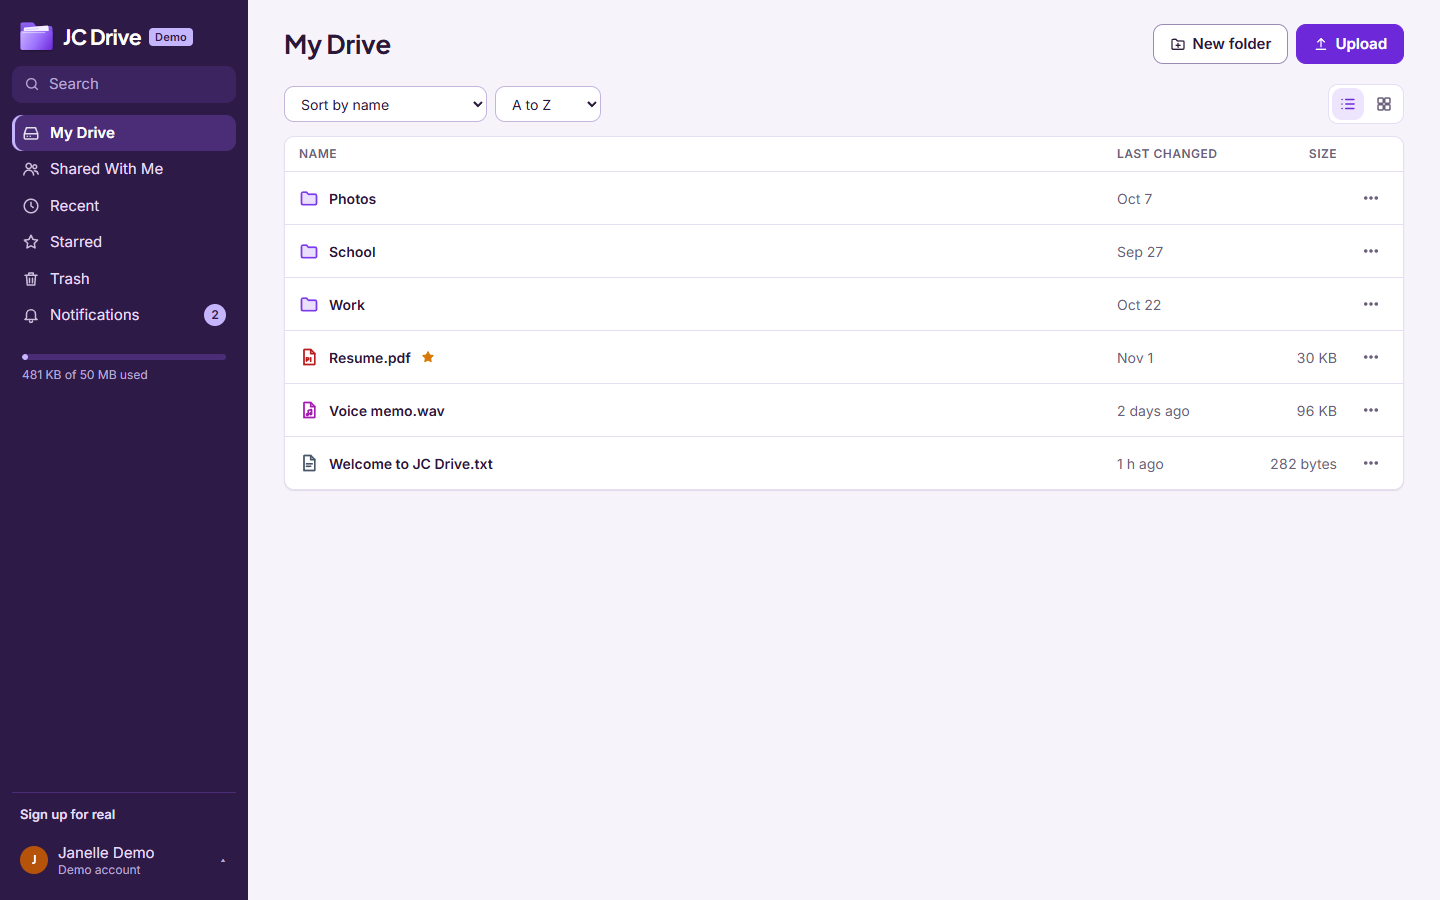 JC Drive Demo
Search
My Drive
Shared With Me
Recent
Starred
Trash
Notifications 2
481 KB of 50 MB used
Sign up for real
J
Janelle Demo
Demo account
My Drive
New folder
Upload
Sort by name
A to Z
NAME LAST CHANGED SIZE
Photos Oct 7
School Sep 27
Work Oct 22
Resume.pdf Nov 1 30 KB
Voice memo.wav 2 days ago 96 KB
Welcome to JC Drive.txt 1 h ago 282 bytes